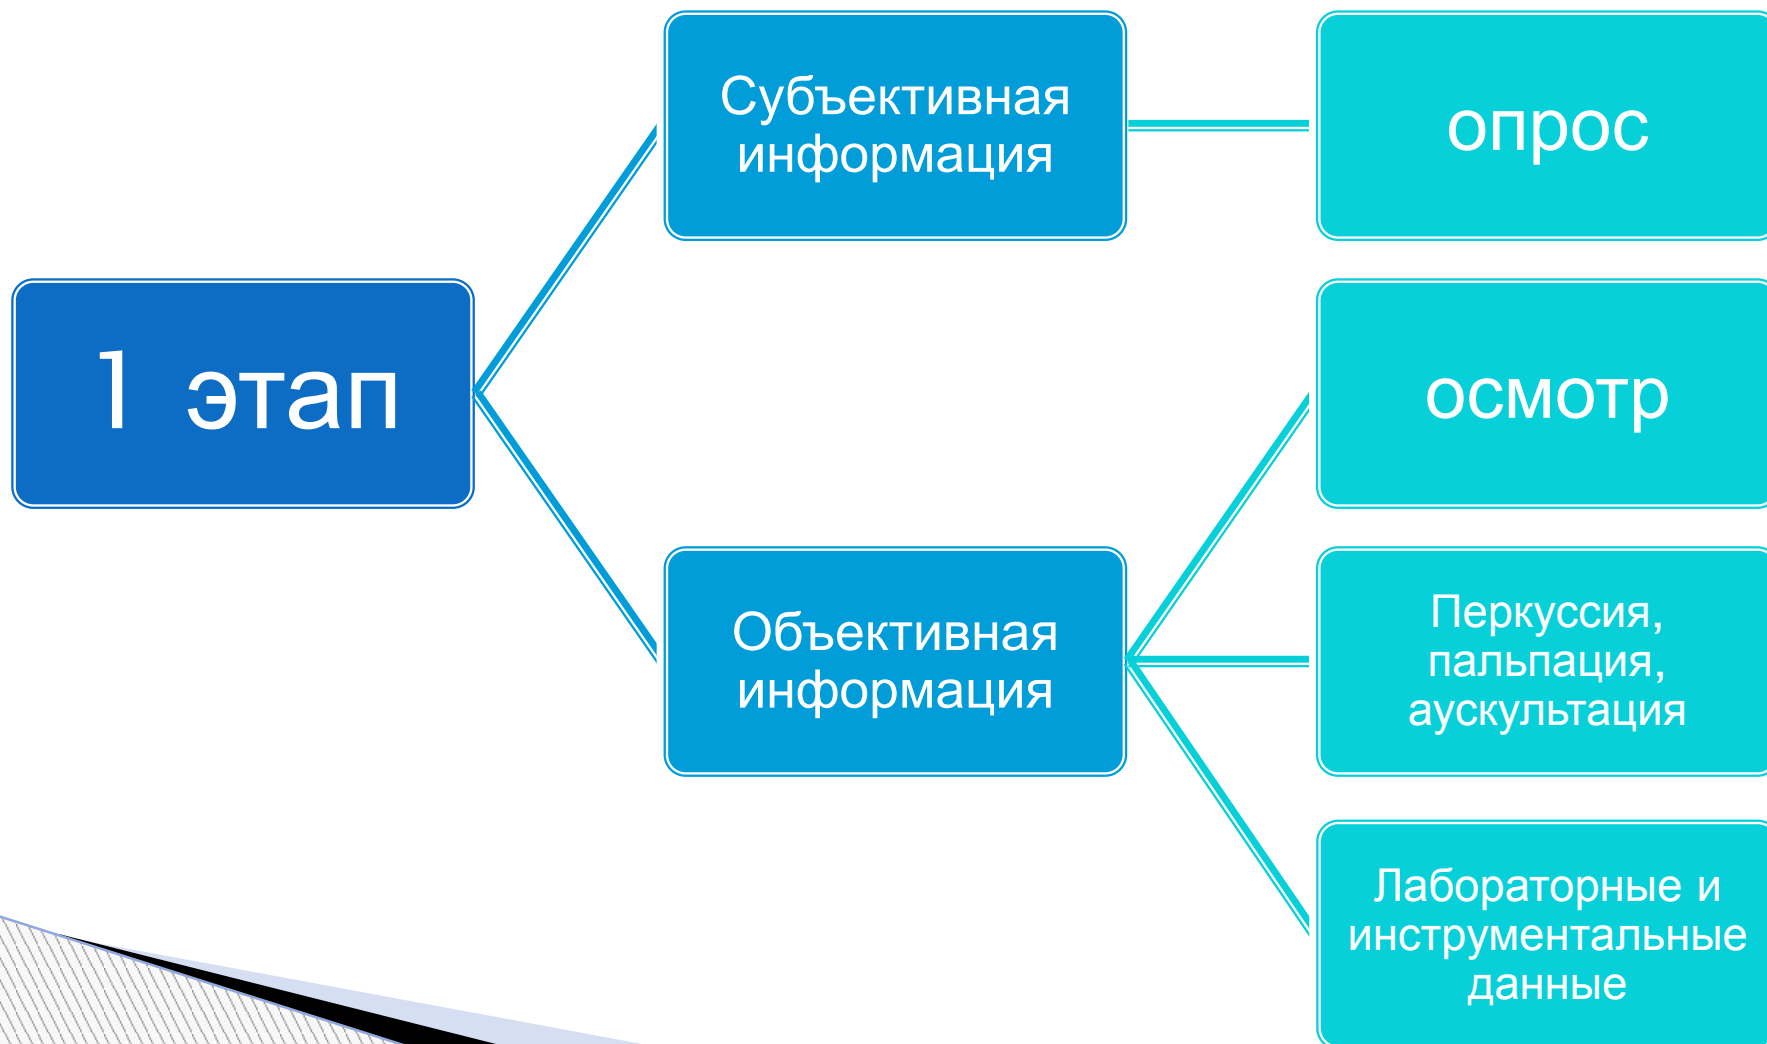 1 этап
Субъективная
информация
опрос
Объективная
информация
осмотр
Перкуссия,
пальпация,
аускультация
Лабораторные и
инструментальные
данные